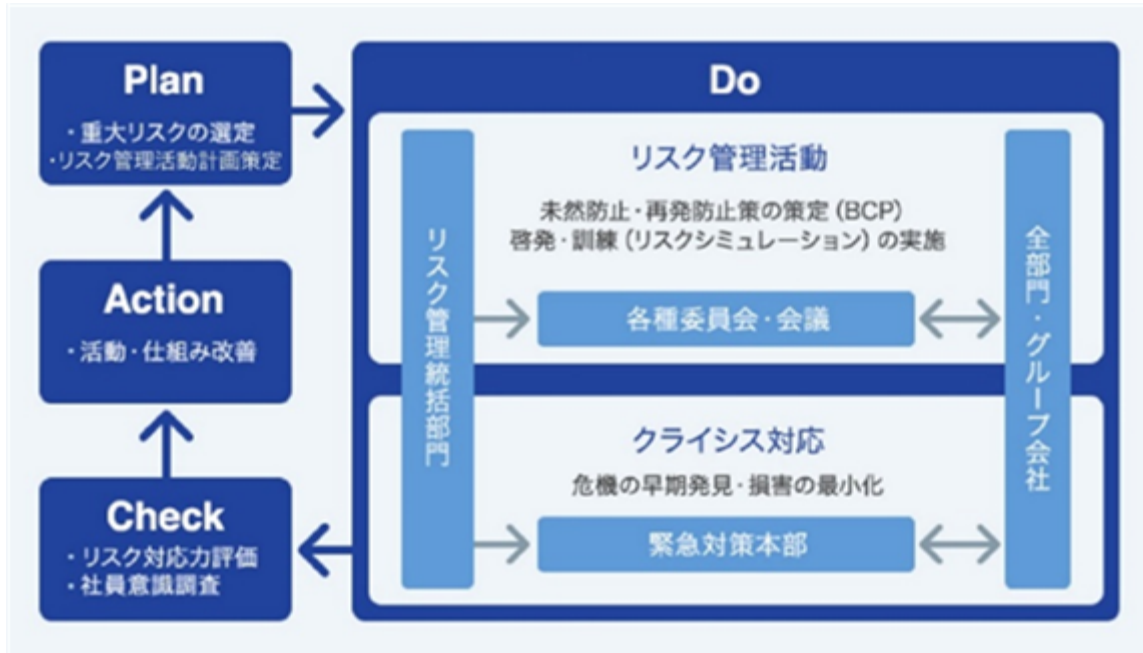 Plan
・重大リスクの選定
・リスク管理活動計画策定
Do
リスク管理活動
未然防止・再発防止策の策定 (BCP)
啓発・訓練 (リスクシミュレーション) の実施
各種委員会・会議
クライシス対応
危機の早期発見・損害の最小化
緊急対策本部
リスク管理統括部門
全部門・グループ会社
Check
・リスク対応力評価
・社員意識調査
Action
・活動・仕組み改善